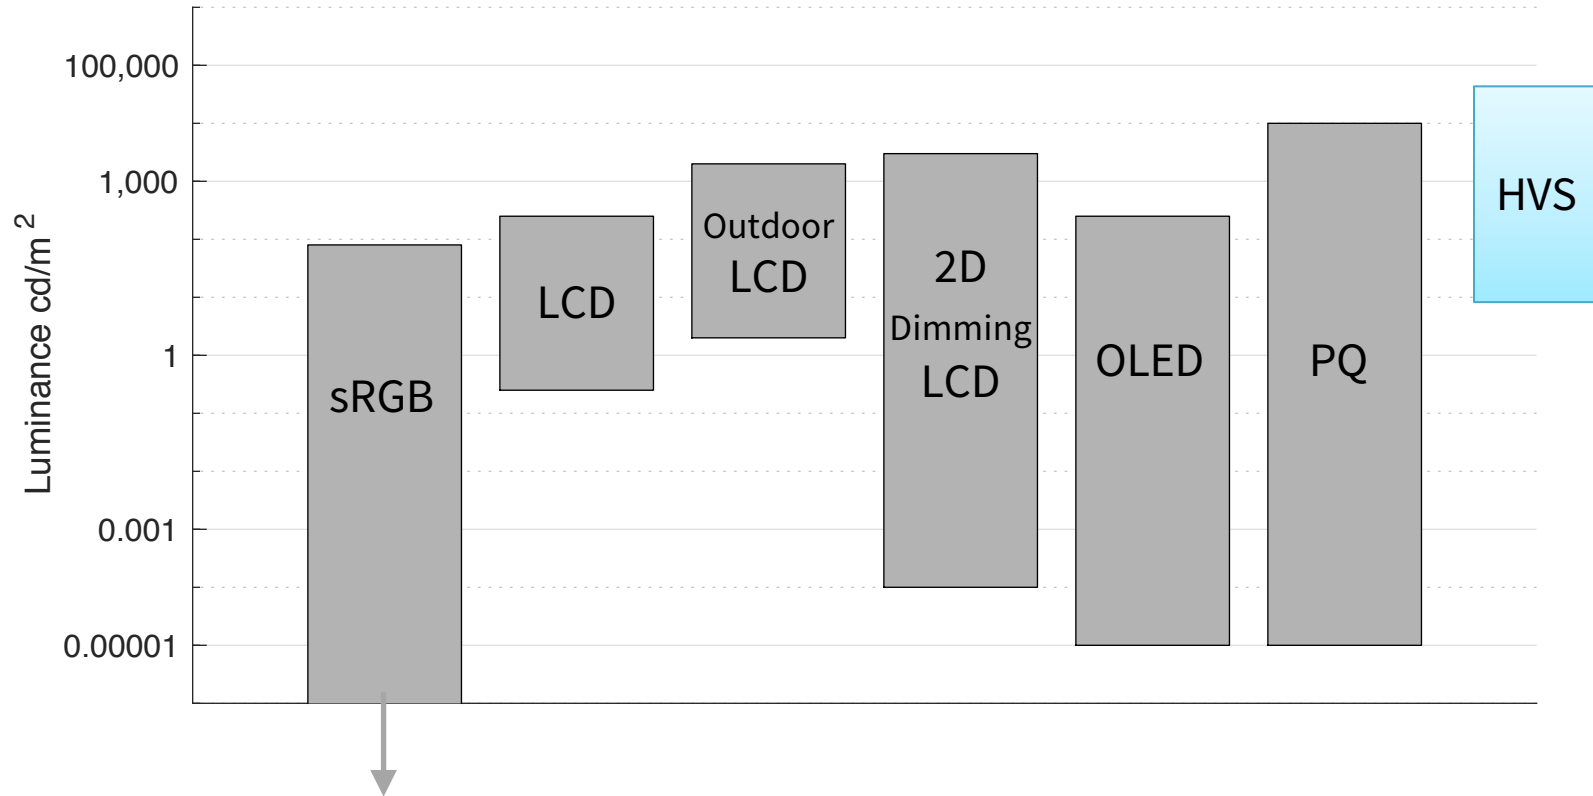 100,000
1,000
1
0.001
0.00001
Luminance cd/m²
sRGB
LCD
Outdoor
LCD
2D
Dimming
LCD
OLED
PQ
HVS